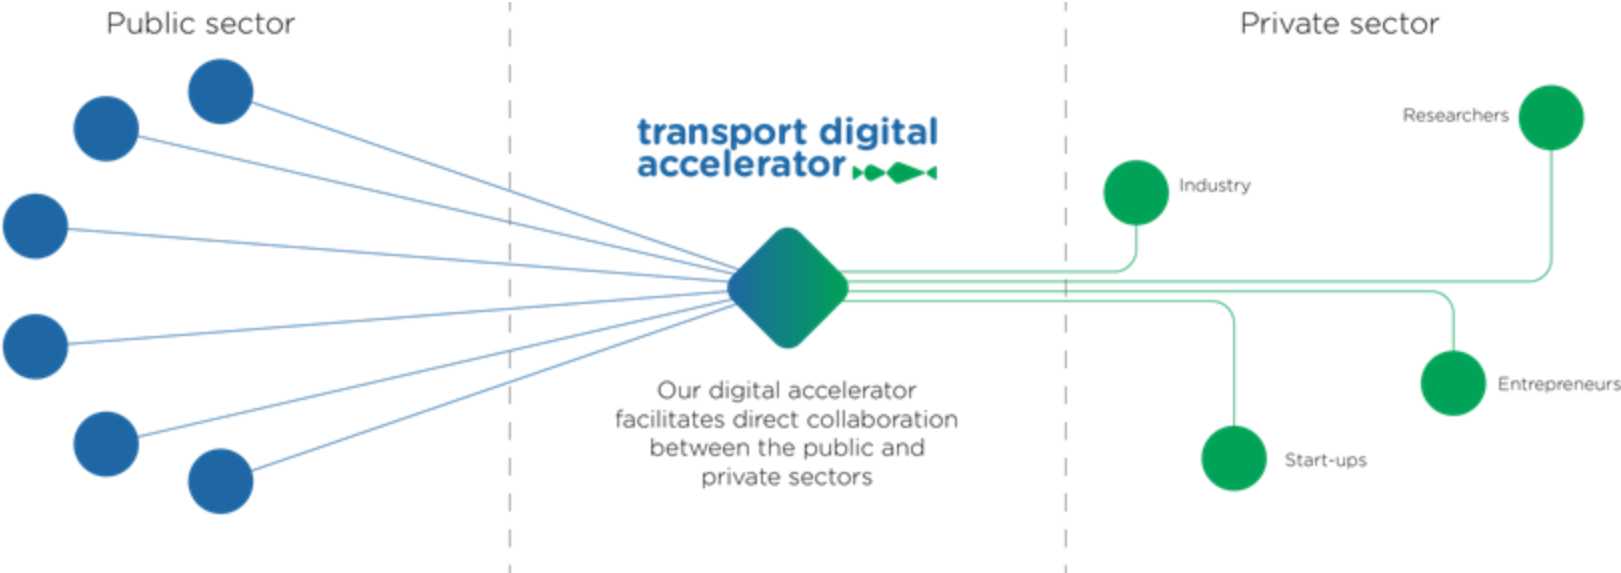 Public sector
Private sector
transport digital
accelerator
Researchers
Industry
Our digital accelerator
facilitates direct collaboration
between the public and
private sectors
Entrepreneurs
Start-ups